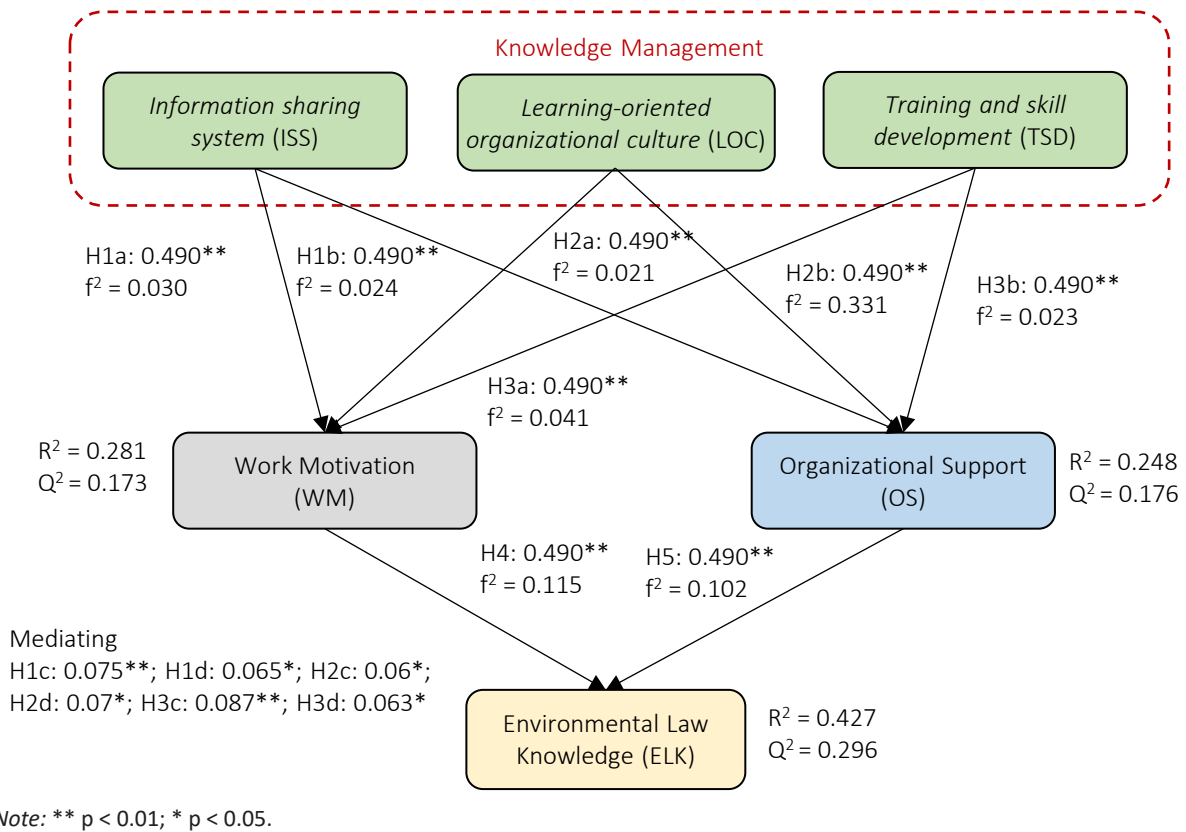 Knowledge Management
Information sharing
system (ISS)
Learning-oriented
organizational culture (LOC)
Training and skill
development (TSD)
H1a: 0.490**
f² = 0.030
H1b: 0.490**
f² = 0.024
H2a: 0.490**
f² = 0.021
H2b: 0.490**
f² = 0.331
H3b: 0.490**
f² = 0.023
H3a: 0.490**
f² = 0.041
R² = 0.281
Q² = 0.173
Work Motivation
(WM)
Organizational Support
(OS)
R² = 0.248
Q² = 0.176
H4: 0.490**
f² = 0.115
H5: 0.490**
f² = 0.102
Mediating
H1c: 0.075**; H1d: 0.065*; H2c: 0.06*;
H2d: 0.07*; H3c: 0.087**; H3d: 0.063*
Environmental Law
Knowledge (ELK)
R² = 0.427
Q² = 0.296
Note: ** p < 0.01; * p < 0.05.